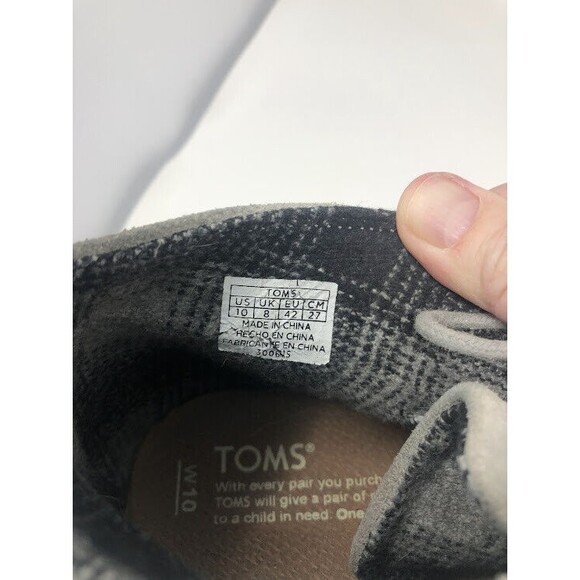 TOMS
US UK EU CM
10 8 42 27
MADE IN CHINA
HECHO EN CHINA
FABRICANTE EN CHINA
TOMS®
With every pair you purch
TOMS will give a pair of
to a child in need. One
W10